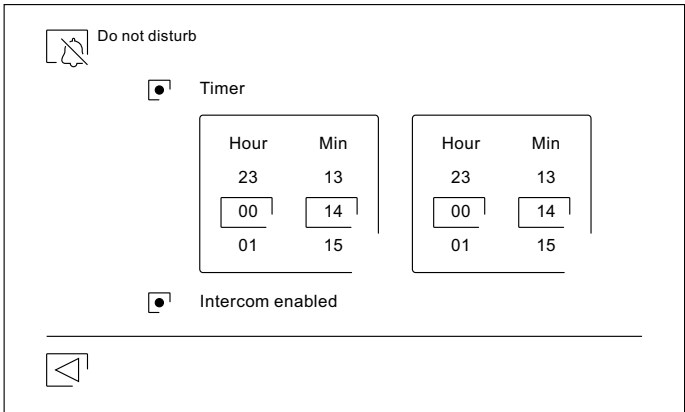 Do not disturb
Timer
Hour Min Hour Min
23 13 23 13
00 14 00 14
01 15 01 15
Intercom enabled